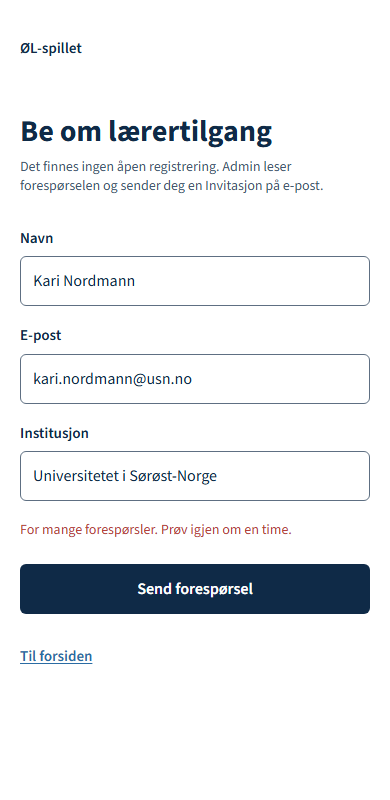 ØL-spillet
Be om lærertilgang
Det finnes ingen åpen registrering. Admin leser
forespørselen og sender deg en Invitasjon på e-post.
Navn
Kari Nordmann
E-post
kari.nordmann@usn.no
Institusjon
Universitetet i Sørøst-Norge
For mange forespørsler. Prøv igjen om en time.
Send forespørsel
Til forsiden